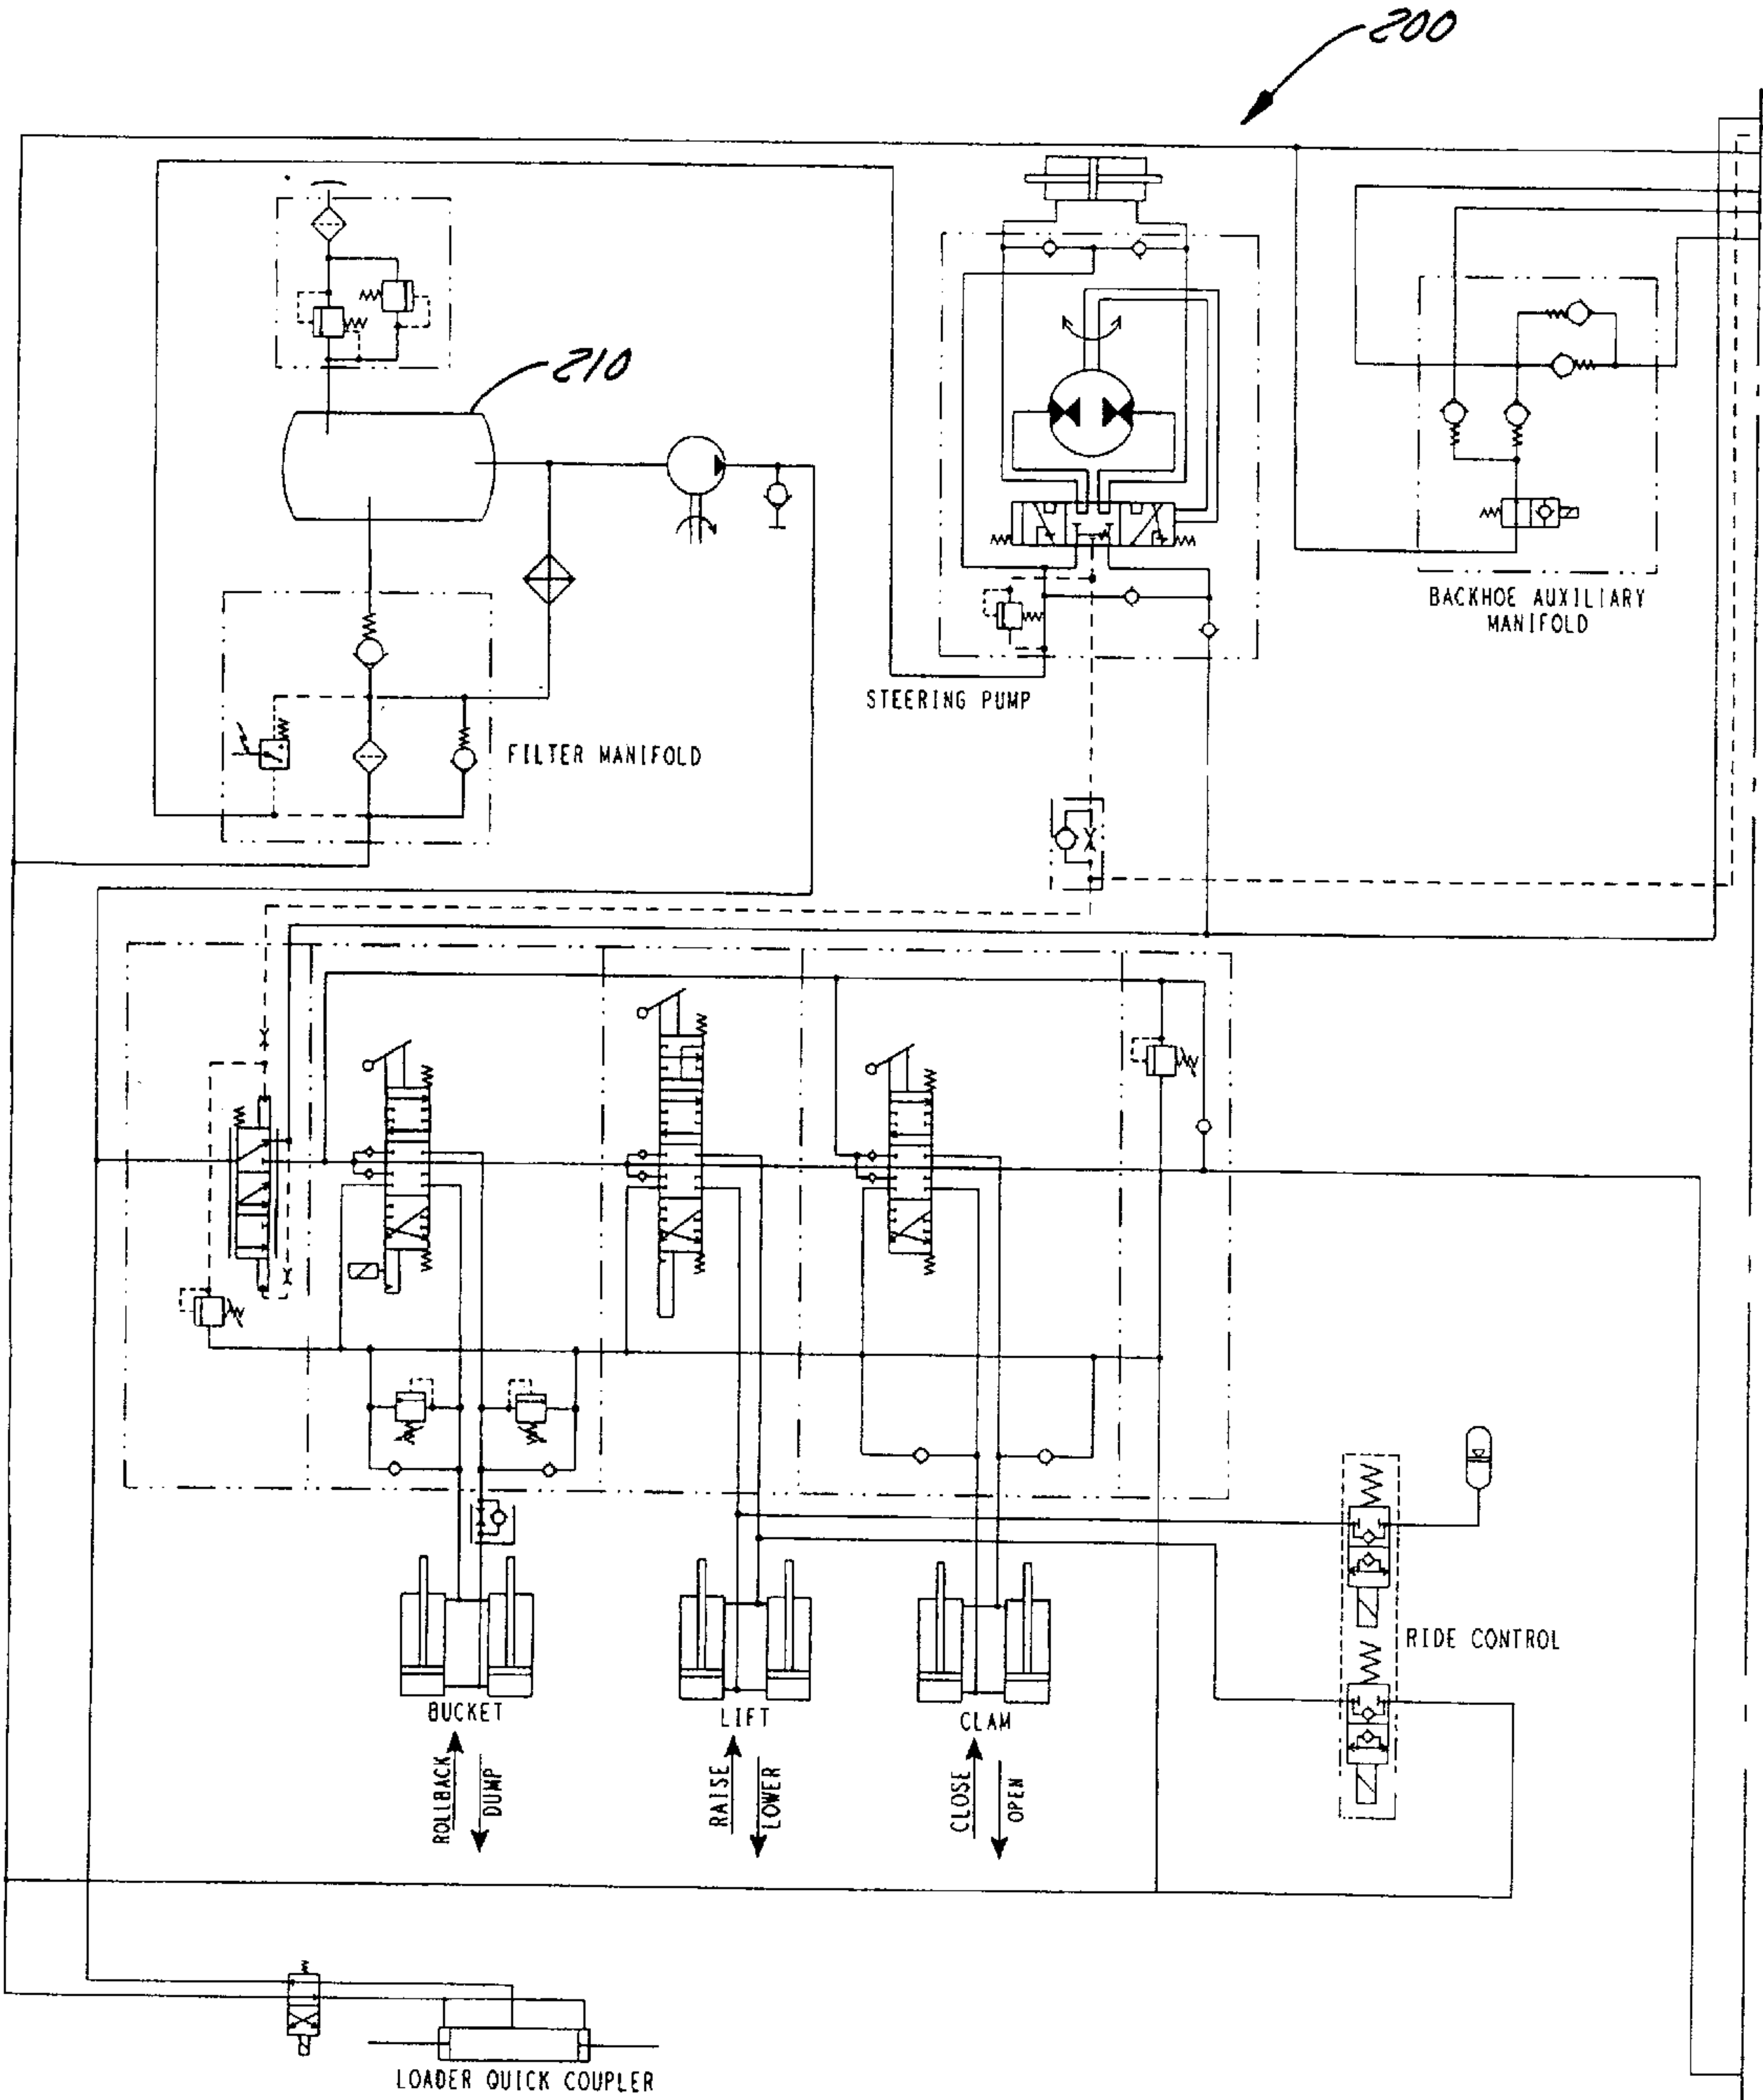 200
210
BACKHOE AUXILIARY
MANIFOLD
STEERING PUMP
FILTER MANIFOLD
RIDE CONTROL
BUCKET
LIFT
CLAM
ROLLBACK
DUMP
RAISE
LOWER
CLOSE
OPEN
LOADER QUICK COUPLER